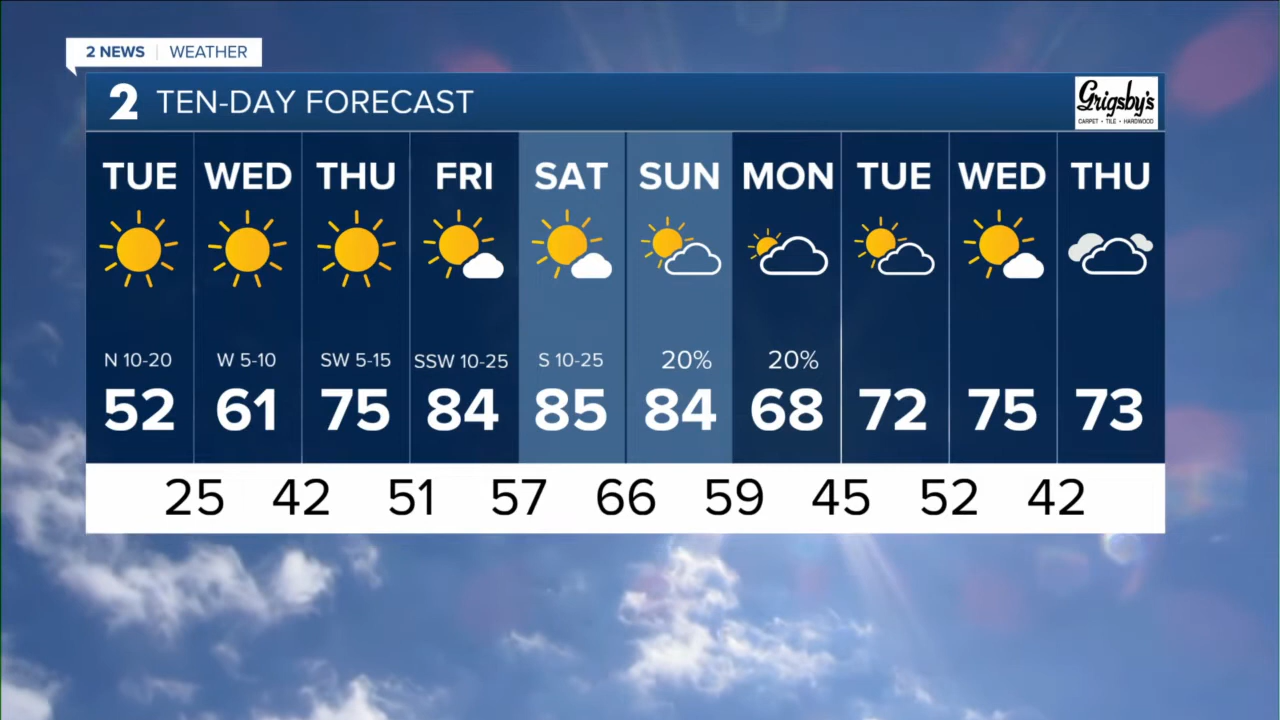 2 NEWS | WEATHER
2 TEN-DAY FORECAST
Grigsby's
CARPET • TILE • HARDWOOD
TUE WED THU FRI SAT SUN MON TUE WED THU
N 10-20 W 5-10 SW 5-15 SSW 10-25 S 10-25 20% 20%
52 61 75 84 85 84 68 72 75 73
25 42 51 57 66 59 45 52 42